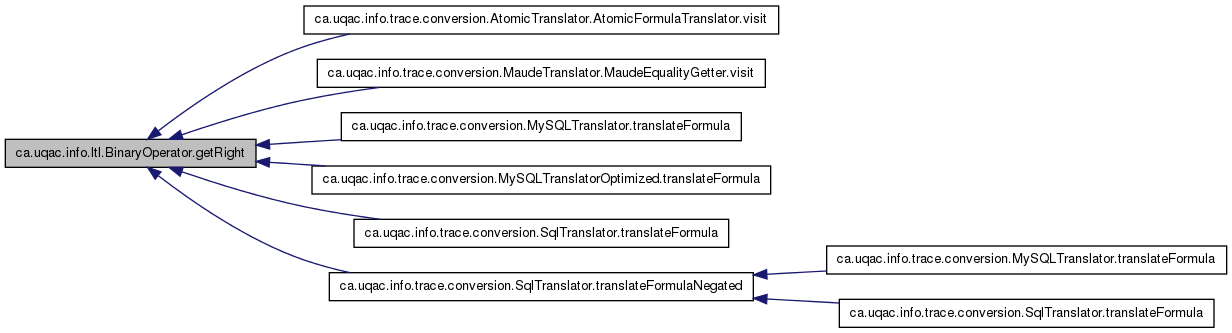 ca.uqac.info.trace.conversion.AtomicTranslator.AtomicFormulaTranslator.visit
ca.uqac.info.trace.conversion.MaudeTranslator.MaudeEqualityGetter.visit
ca.uqac.info.trace.conversion.MySQLTranslator.translateFormula
ca.uqac.info.ltl.BinaryOperator.getRight
ca.uqac.info.trace.conversion.MySQLTranslatorOptimized.translateFormula
ca.uqac.info.trace.conversion.SqlTranslator.translateFormula
ca.uqac.info.trace.conversion.MySQLTranslator.translateFormula
ca.uqac.info.trace.conversion.SqlTranslator.translateFormulaNegated
ca.uqac.info.trace.conversion.SqlTranslator.translateFormula